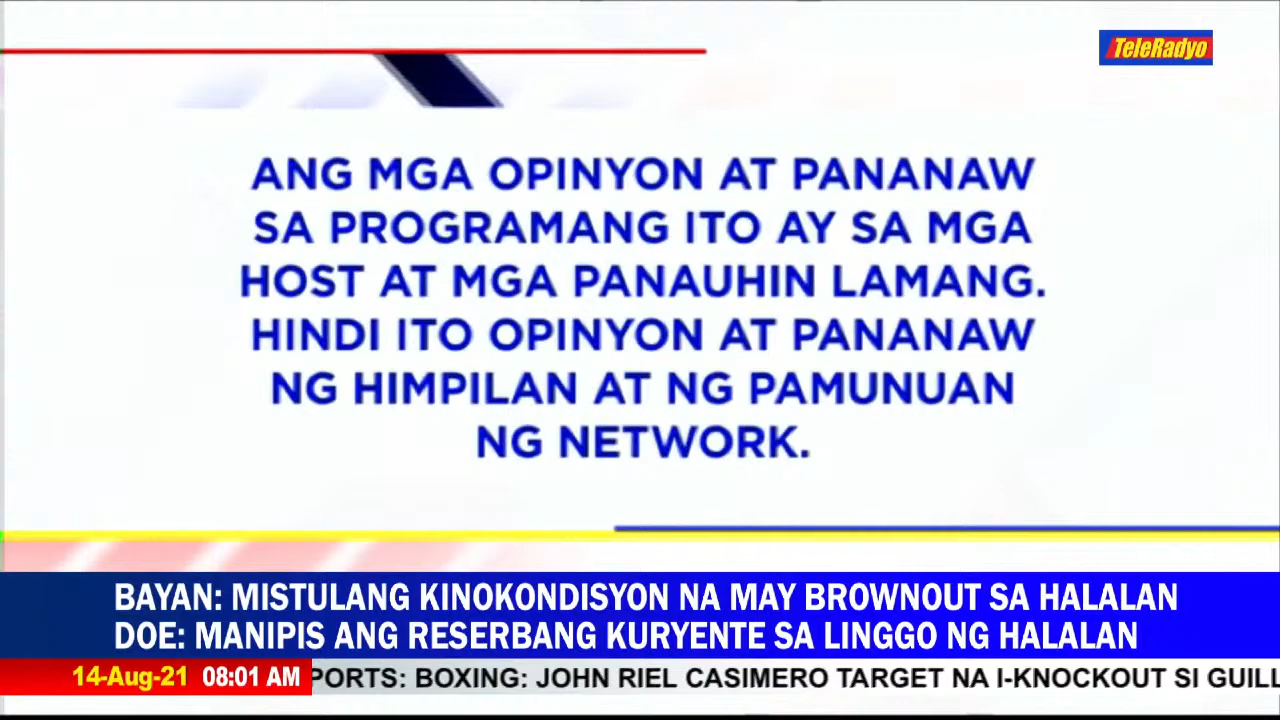 TeleRadyo
ANG MGA OPINYON AT PANANAW
SA PROGRAMANG ITO AY SA MGA
HOST AT MGA PANAUHIN LAMANG.
HINDI ITO OPINYON AT PANANAW
NG HIMPILAN AT NG PAMUNUAN
NG NETWORK.
BAYAN: MISTULANG KINOKONDISYON NA MAY BROWNOUT SA HALALAN
DOE: MANIPIS ANG RESERBANG KURYENTE SA LINGGO NG HALALAN
14-Aug-21 08:01 AM PORTS: BOXING: JOHN RIEL CASIMERO TARGET NA I-KNOCKOUT SI GUILL